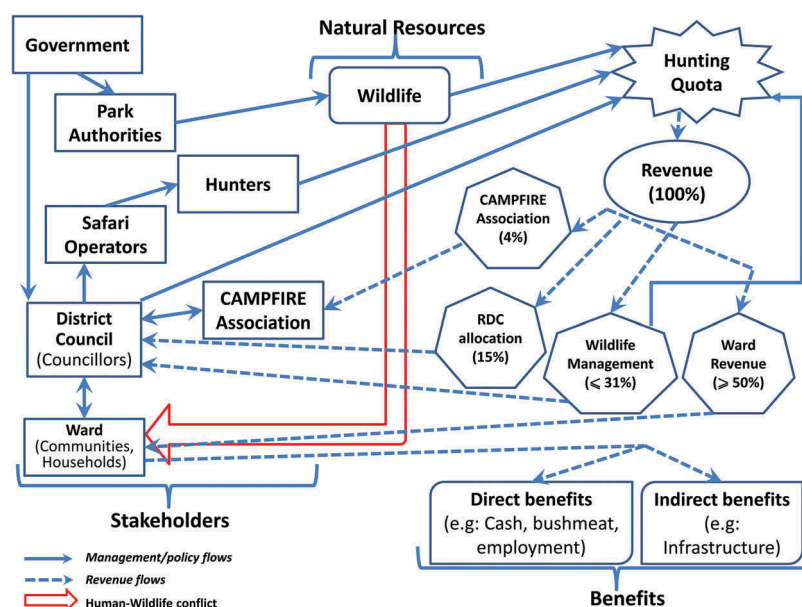 Government
Park
Authorities
Natural Resources
Wildlife
Hunting
Quota
Hunters
Safari
Operators
Revenue
(100%)
CAMPFIRE
Association
(4%)
District
Council
(Councillors)
CAMPFIRE
Association
RDC
allocation
(15%)
Wildlife
Management
(⩽ 31%)
Ward
Revenue
(⩾ 50%)
Ward
(Communities,
Households)
Stakeholders
Direct benefits
(e.g: Cash, bushmeat,
employment)
Indirect benefits
(e.g:
Infrastructure)
Benefits
Management/policy flows
Revenue flows
Human-Wildlife conflict